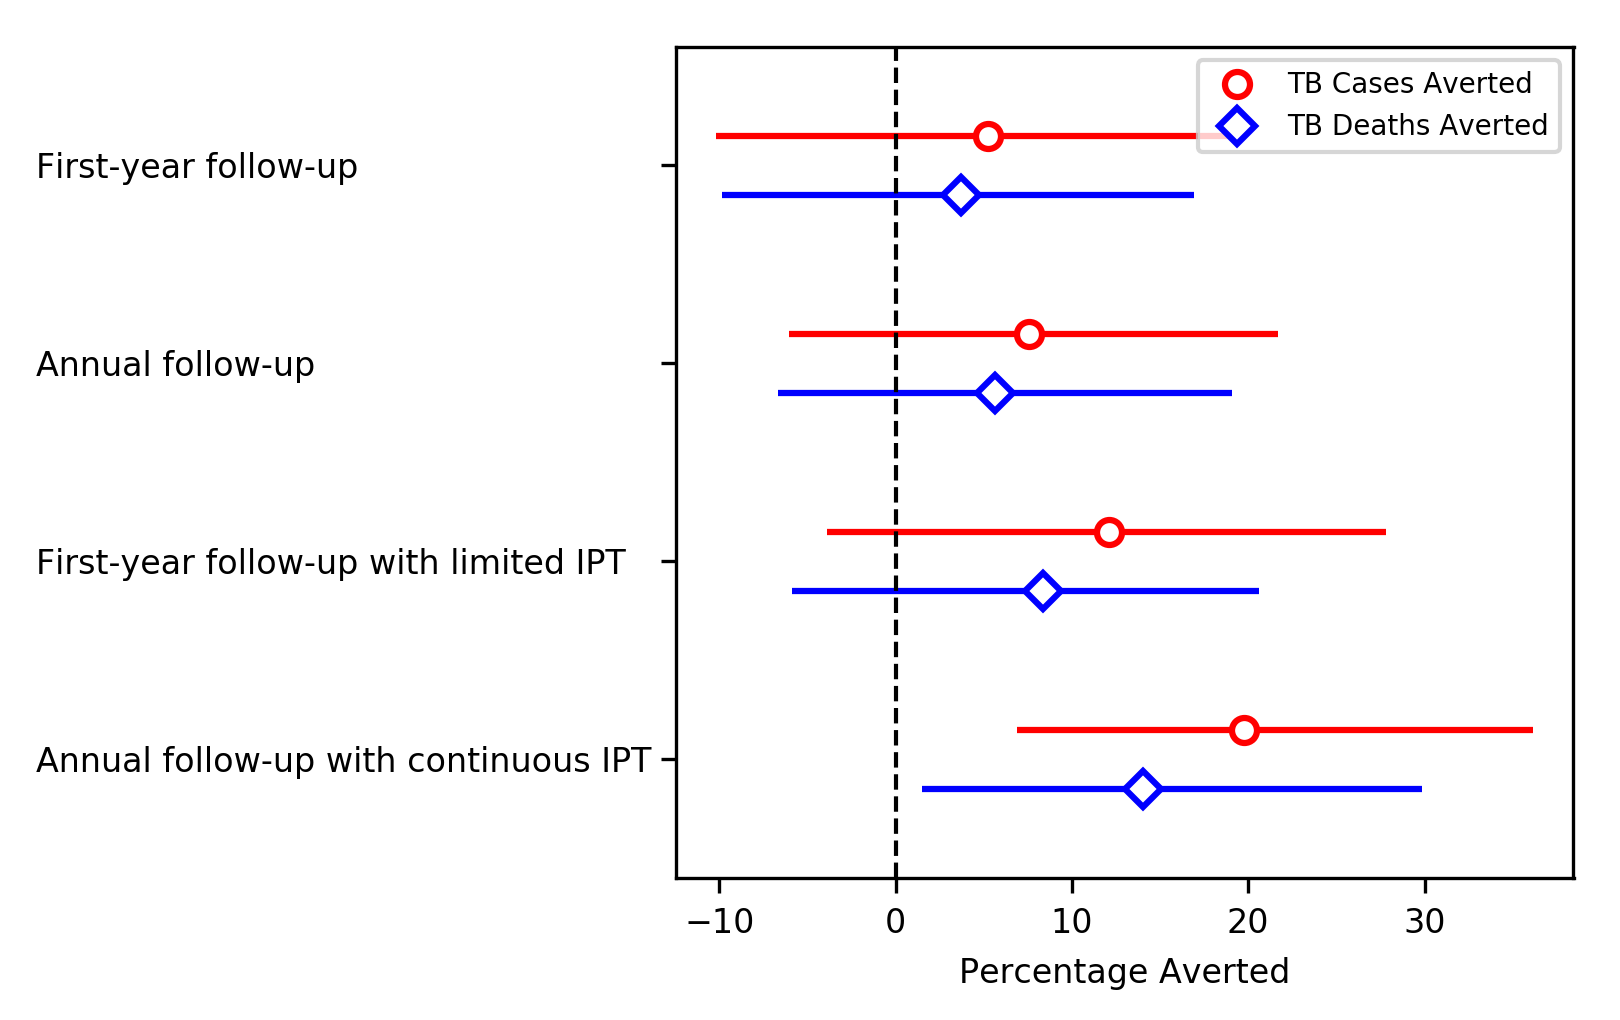 TB Cases Averted
TB Deaths Averted
First-year follow-up
Annual follow-up
First-year follow-up with limited IPT
Annual follow-up with continuous IPT
−10 0 10 20 30
Percentage Averted